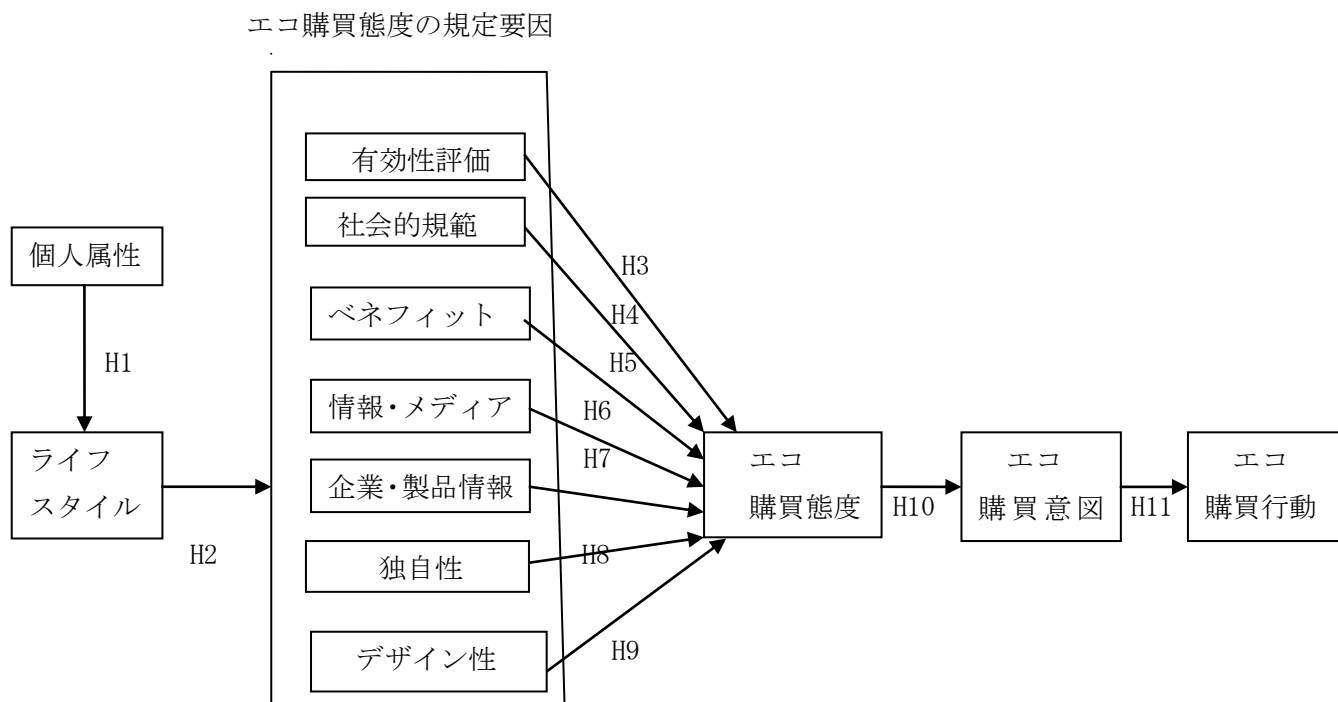 エコ購買態度の規定要因
有効性評価
社会的規範
個人属性
H3
ベネフィット
H4
H1
H5
情報・メディア
H6
ライフ
スタイル
H7
企業・製品情報
エコ
購買態度
エコ
購買意図
エコ
購買行動
H10
H11
H2
独自性
H8
デザイン性
H9